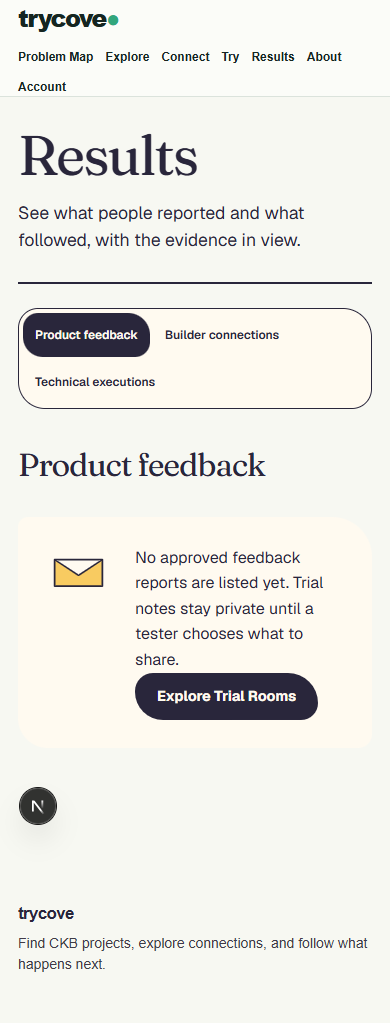 trycove
Problem Map Explore Connect Try Results About
Account
Results
See what people reported and what
followed, with the evidence in view.
Product feedback Builder connections
Technical executions
Product feedback
No approved feedback
reports are listed yet. Trial
notes stay private until a
tester chooses what to
share.
Explore Trial Rooms
N
trycove
Find CKB projects, explore connections, and follow what
happens next.